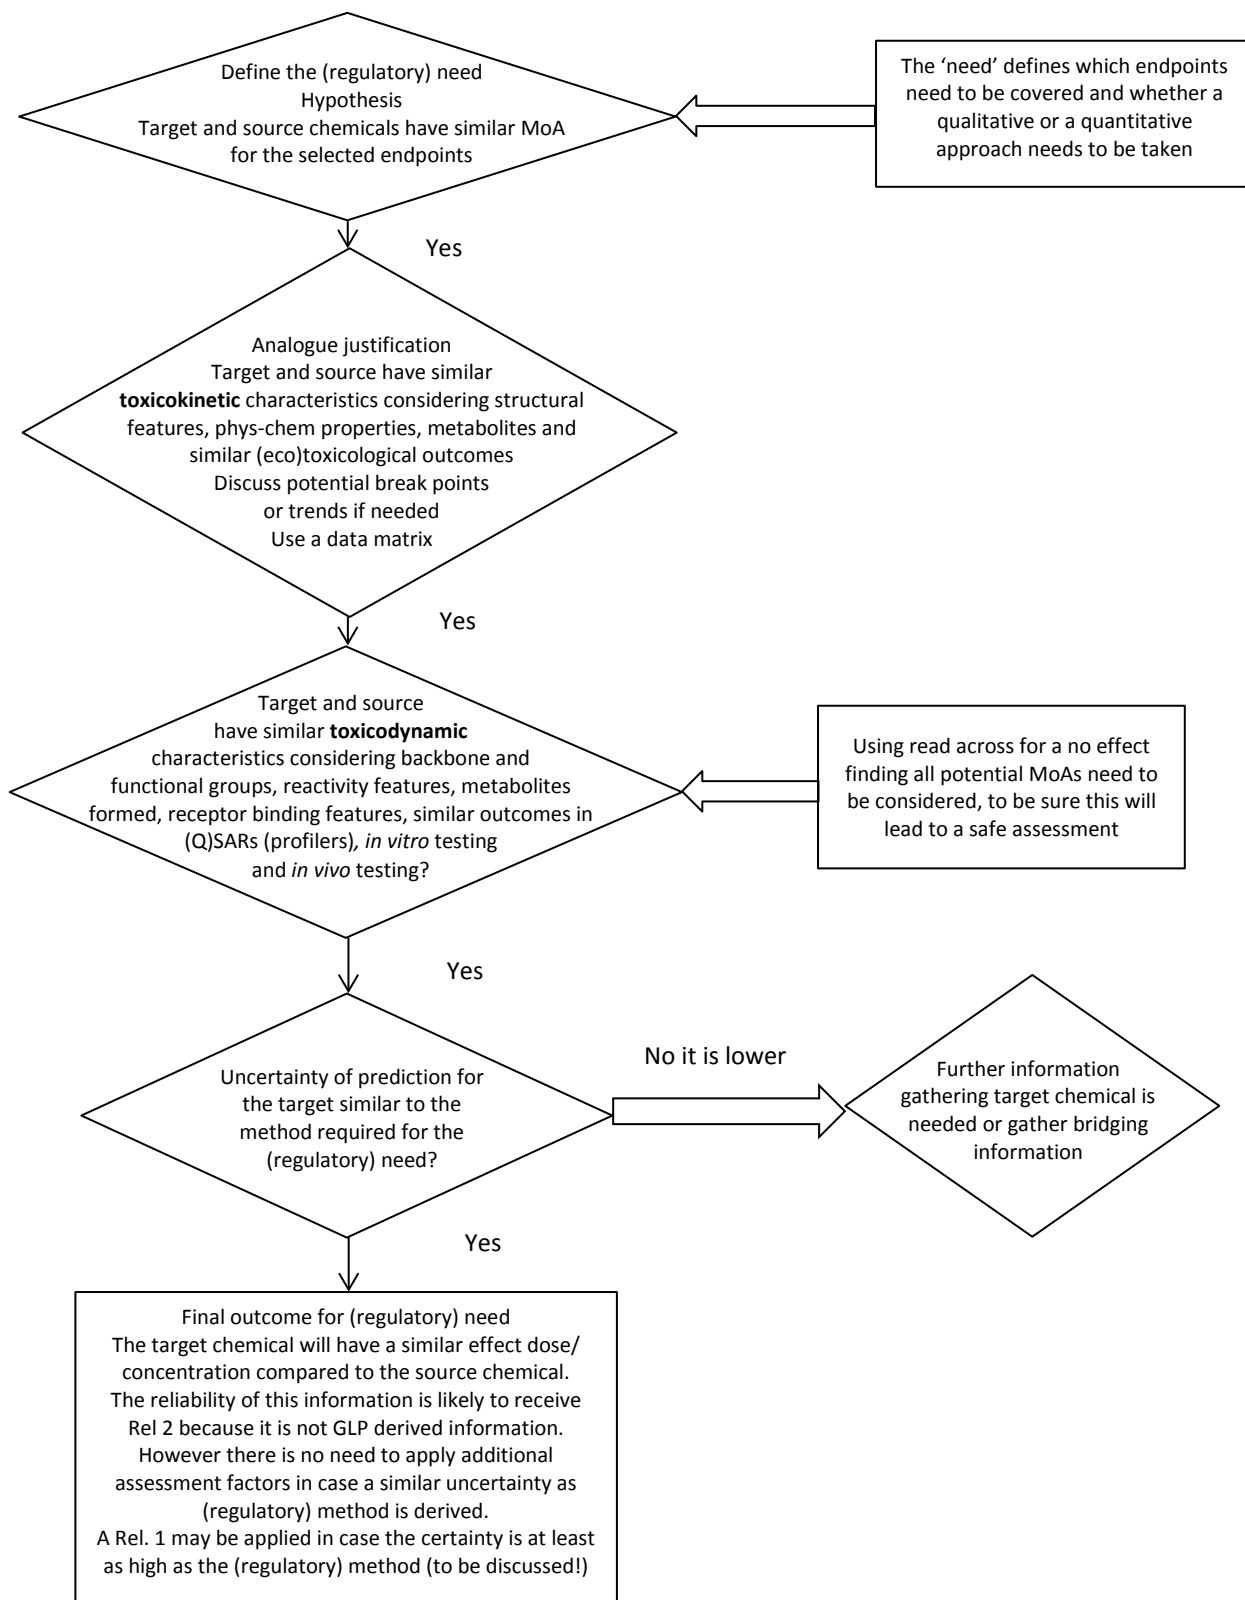 Define the (regulatory) need
Hypothesis
Target and source chemicals have similar MoA
for the selected endpoints
The ‘need’ defines which endpoints
need to be covered and whether a
qualitative or a quantitative
approach needs to be taken
Yes
Analogue justification
Target and source have similar
toxicokinetic characteristics considering structural
features, phys-chem properties, metabolites and
similar (eco)toxicological outcomes
Discuss potential break points
or trends if needed
Use a data matrix
Yes
Target and source
have similar toxicodynamic
characteristics considering backbone and
functional groups, reactivity features, metabolites
formed, receptor binding features, similar outcomes in
(Q)SARs (profilers), in vitro testing
and in vivo testing?
Using read across for a no effect
finding all potential MoAs need to
be considered, to be sure this will
lead to a safe assessment
Yes
Uncertainty of prediction for
the target similar to the
method required for the
(regulatory) need?
No it is lower
Further information
gathering target chemical is
needed or gather bridging
information
Yes
Final outcome for (regulatory) need
The target chemical will have a similar effect dose/
concentration compared to the source chemical.
The reliability of this information is likely to receive
Rel 2 because it is not GLP derived information.
However there is no need to apply additional
assessment factors in case a similar uncertainty as
(regulatory) method is derived.
A Rel. 1 may be applied in case the certainty is at least
as high as the (regulatory) method (to be discussed!)